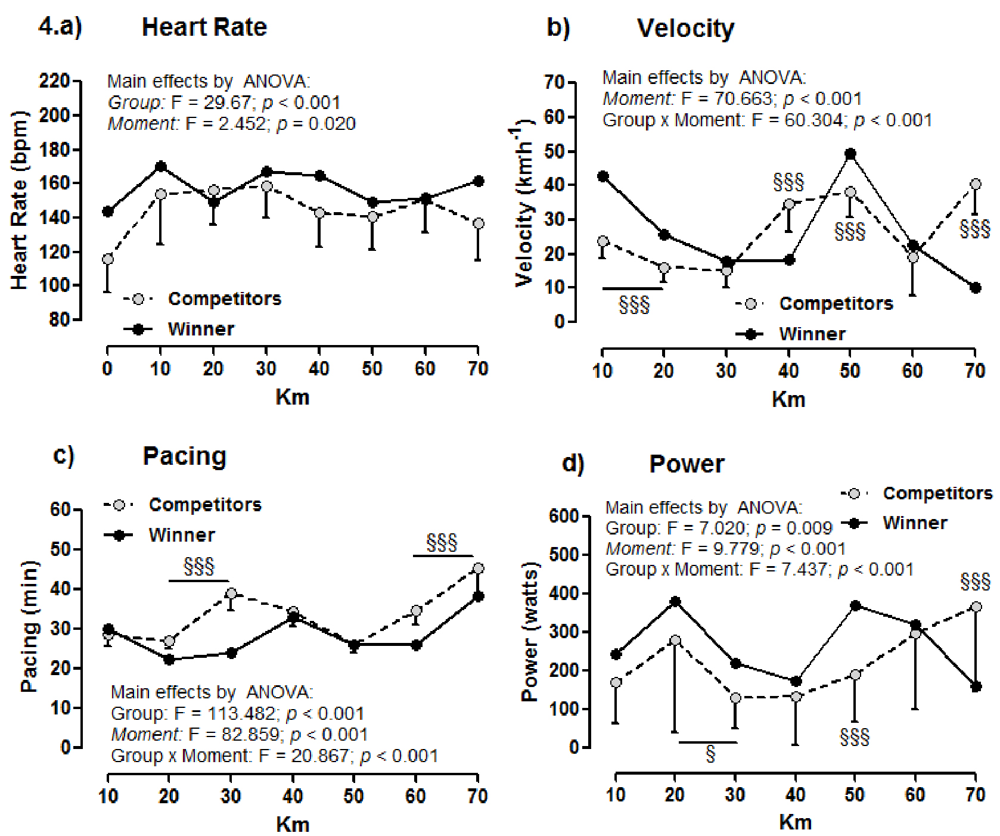 4.a) Heart Rate
Main effects by ANOVA:
Group: F = 29.67; p < 0.001
Moment: F = 2.452; p = 0.020
Heart Rate (bpm)
220
200
180
160
140
120
100
80
Competitors
Winner
0 10 20 30 40 50 60 70
Km
b) Velocity
Main effects by ANOVA:
Moment: F = 70.663; p < 0.001
Group x Moment: F = 60.304; p < 0.001
Velocity (kmh-1)
70
60
50
40
30
20
10
0
§§§
§§§
§§§
§§§
Competitors
Winner
10 20 30 40 50 60 70
Km
c) Pacing
Competitors
Winner
Pacing (min)
60
50
40
30
20
10
0
§§§
§§§
Main effects by ANOVA:
Group: F = 113.482; p < 0.001
Moment: F = 82.859; p < 0.001
Group x Moment: F = 20.867; p < 0.001
10 20 30 40 50 60 70
Km
d) Power
Competitors
Winner
Main effects by ANOVA:
Group: F = 7.020; p = 0.009
Moment: F = 9.779; p < 0.001
Group x Moment: F = 7.437; p < 0.001
Power (watts)
600
500
400
300
200
100
0
§§§
§§§
§
10 20 30 40 50 60 70
Km